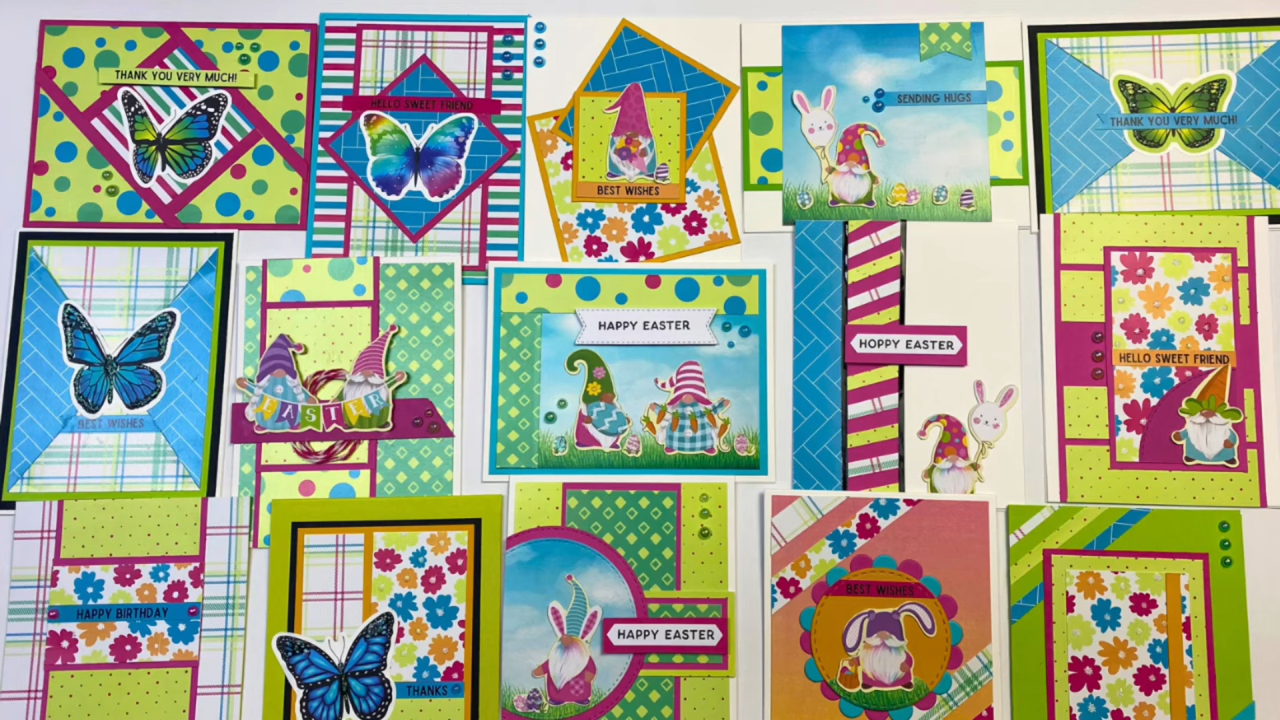 THANK YOU VERY MUCH!
HELLO SWEET FRIEND
BEST WISHES
SENDING HUGS
THANK YOU VERY MUCH!
BEST WISHES
EASTER
HAPPY EASTER
HOPPY EASTER
HELLO SWEET FRIEND
HAPPY BIRTHDAY
THANKS
HAPPY EASTER
BEST WISHES